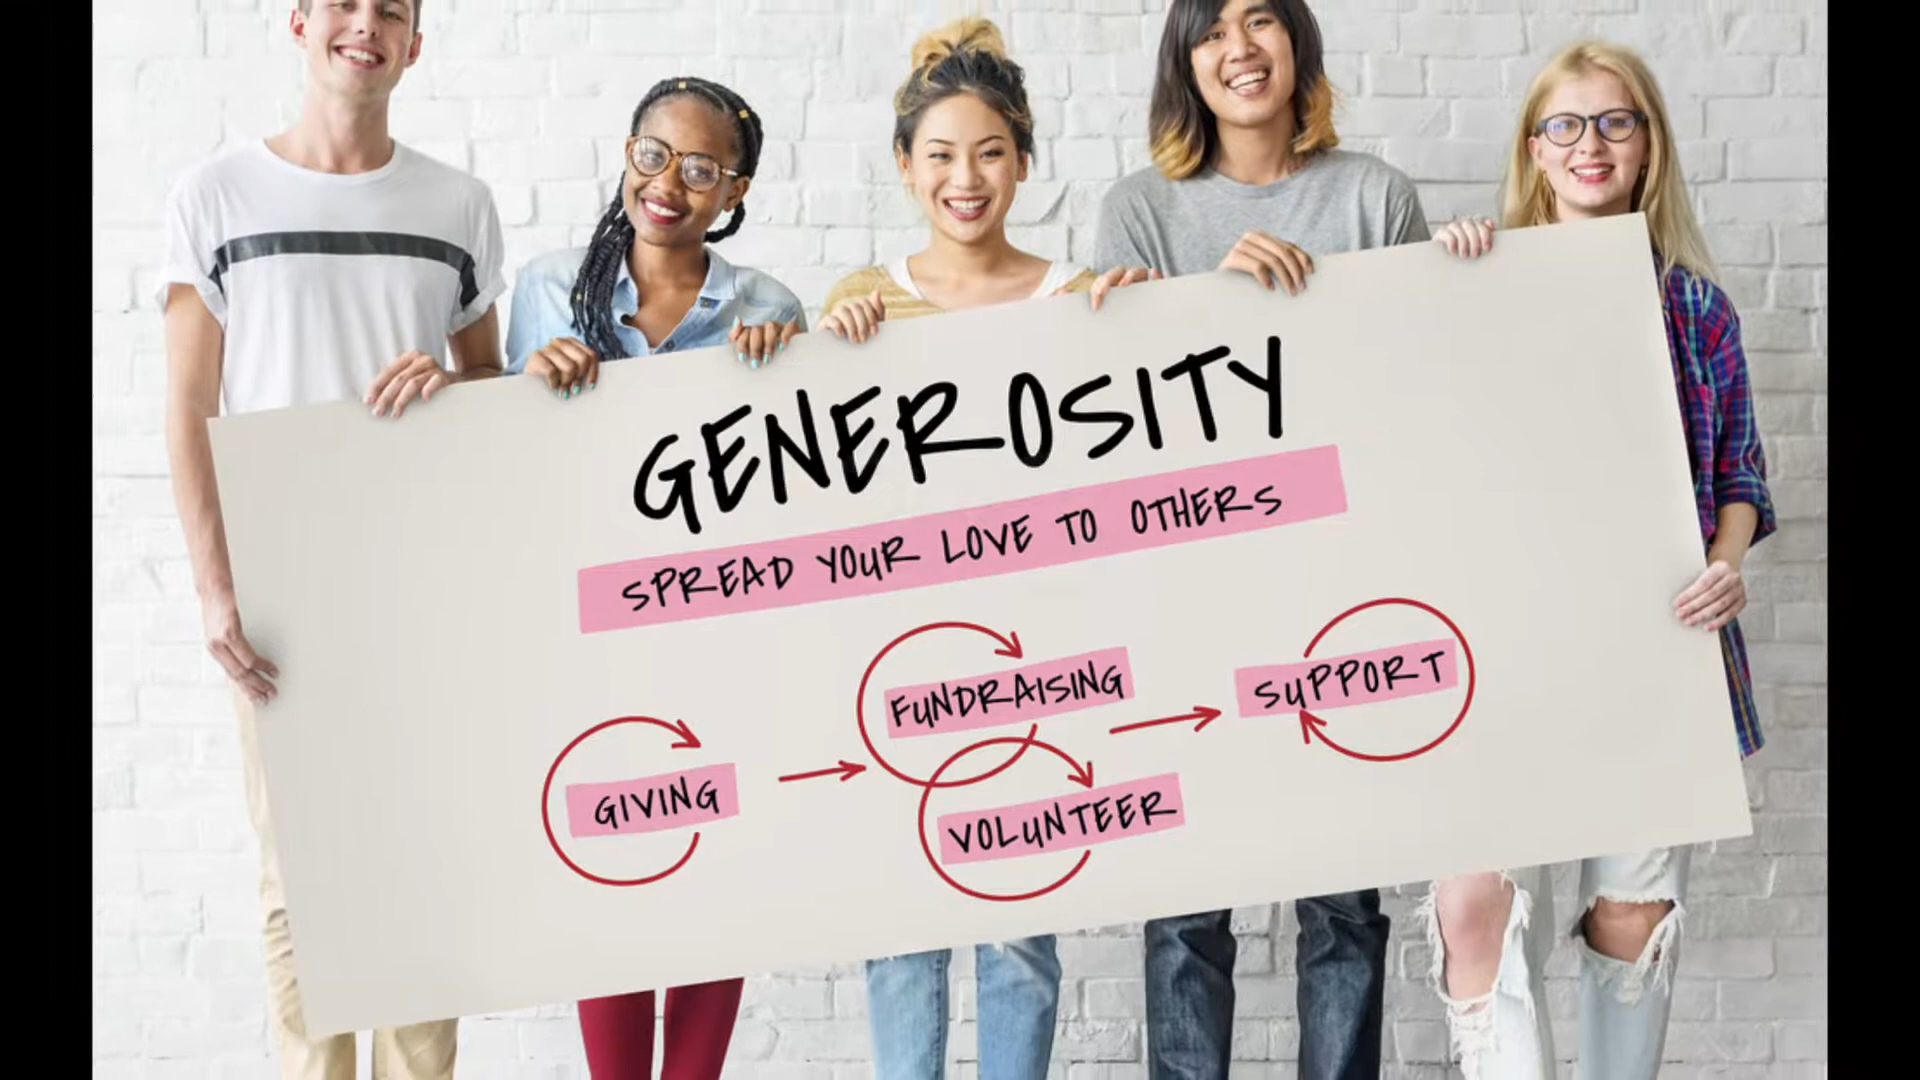 GENEROSITY
SPREAD YOUR LOVE TO OTHERS
GIVING
FUNDRAISING
VOLUNTEER
SUPPORT